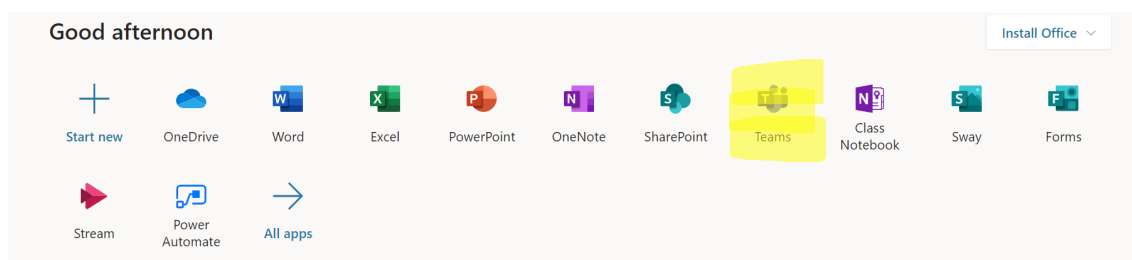 Good afternoon
Install Office
Start new
OneDrive
W
Word
X
Excel
P
PowerPoint
N
OneNote
S
SharePoint
T
Teams
N
Class
Notebook
S
Sway
F
Forms
Stream
Power
Automate
All apps